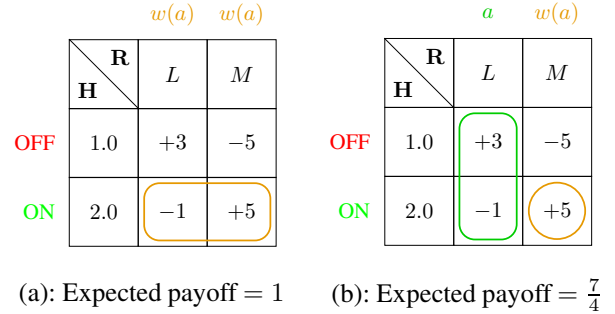 w(a) w(a) a w(a)
R R
H L M H L M
OFF 1.0 +3 −5 OFF 1.0 +3 −5
ON 2.0 −1 +5 ON 2.0 −1 +5
(a): Expected payoff = 1 (b): Expected payoff = 7/4